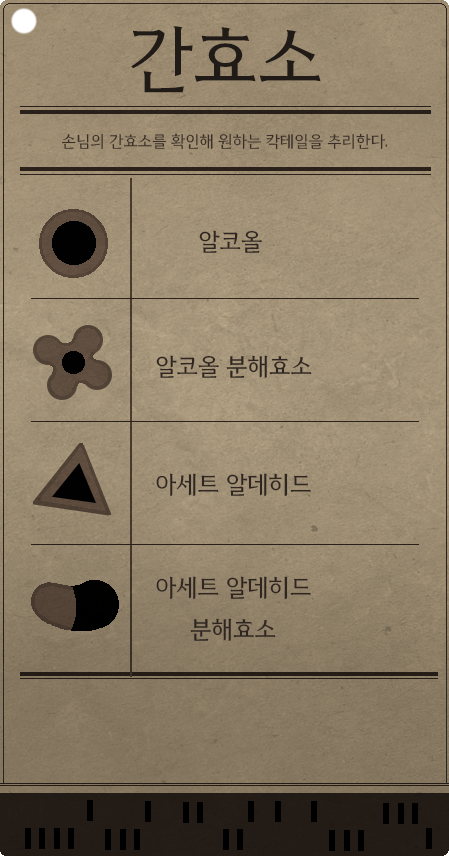 간효소
손님의 간효소를 확인해 원하는 칵테일을 추리한다.
알코올
알코올 분해효소
아세트 알데히드
아세트 알데히드
분해효소